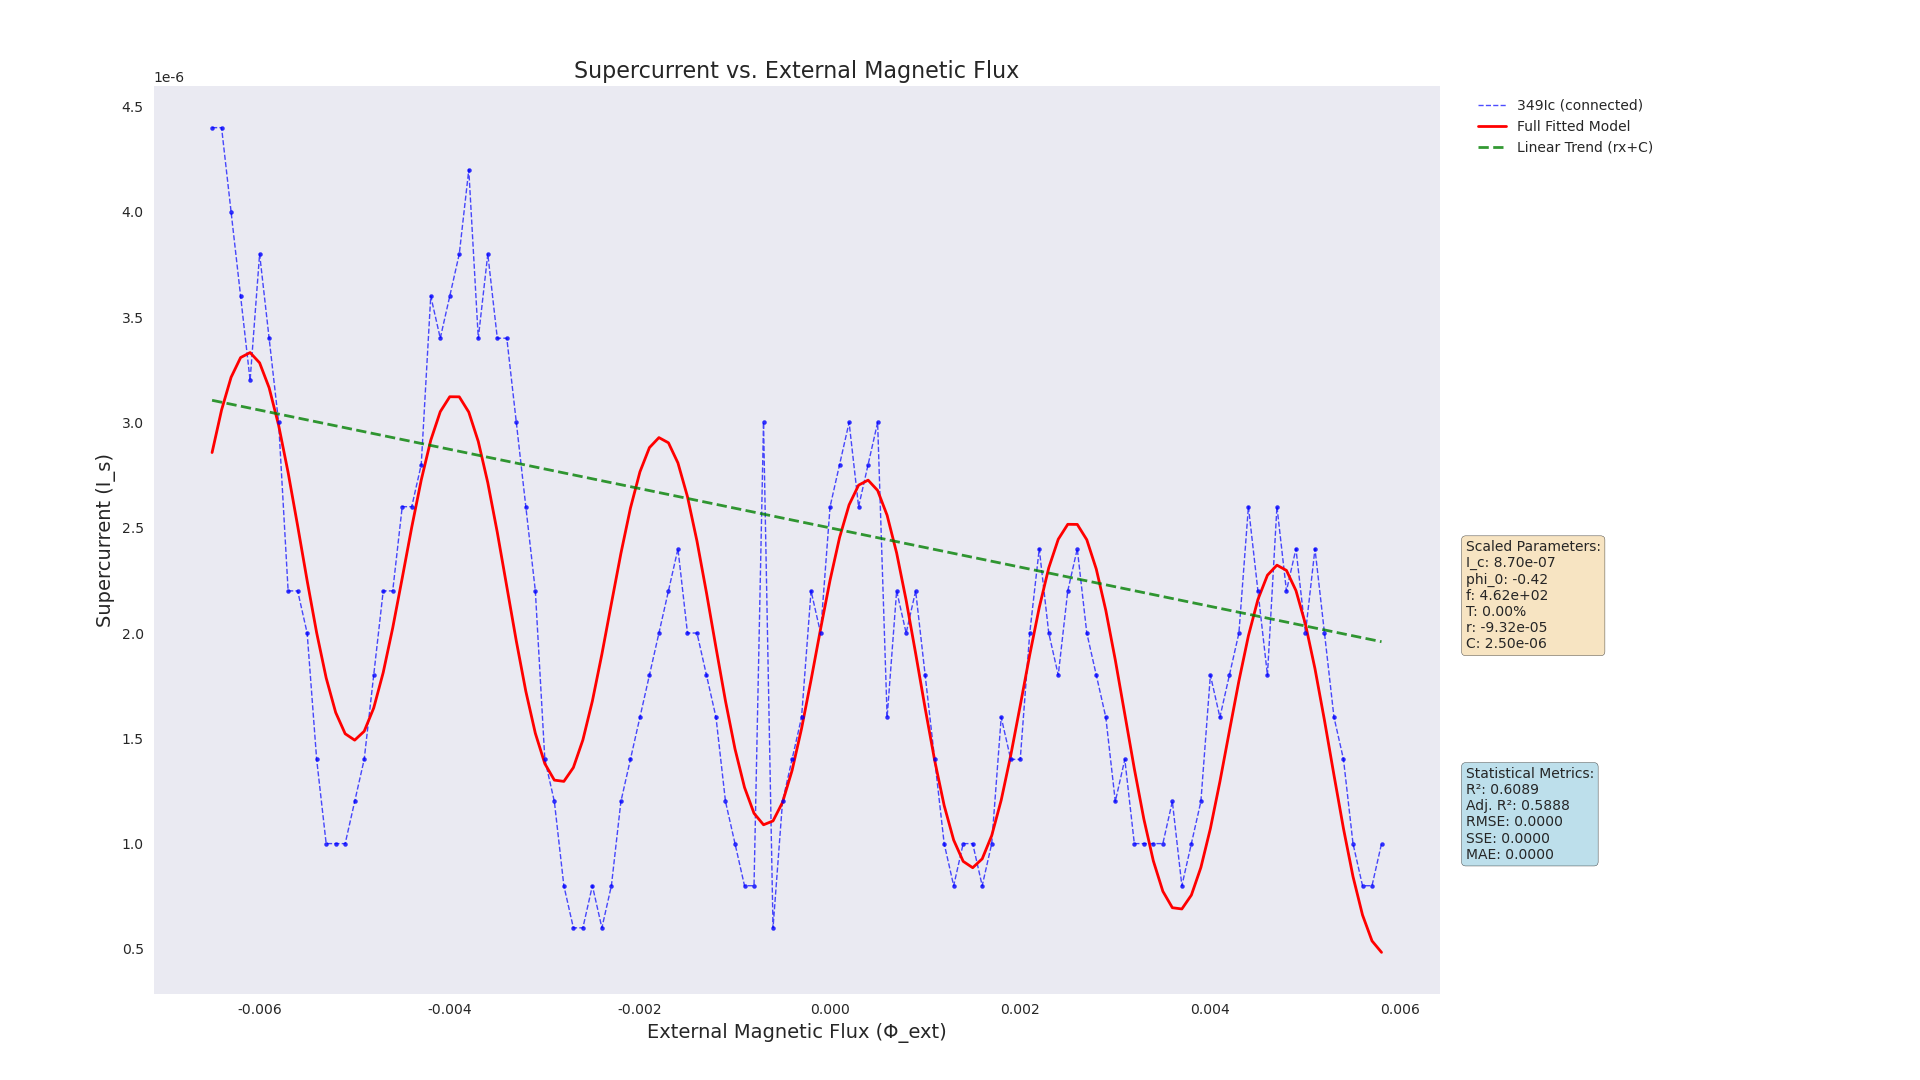 Supercurrent vs. External Magnetic Flux
1e-6
4.5
4.0
3.5
3.0
2.5
2.0
1.5
1.0
0.5
Supercurrent (I_s)
-0.006
-0.004
-0.002
0.000
0.002
0.004
0.006
External Magnetic Flux (Φ_ext)
349Ic (connected)
Full Fitted Model
Linear Trend (rx+C)
Scaled Parameters:
I_c: 8.70e-07
phi_0: -0.42
f: 4.62e+02
T: 0.00%
r: -9.32e-05
C: 2.50e-06
Statistical Metrics:
R²: 0.6089
Adj. R²: 0.5888
RMSE: 0.0000
SSE: 0.0000
MAE: 0.0000